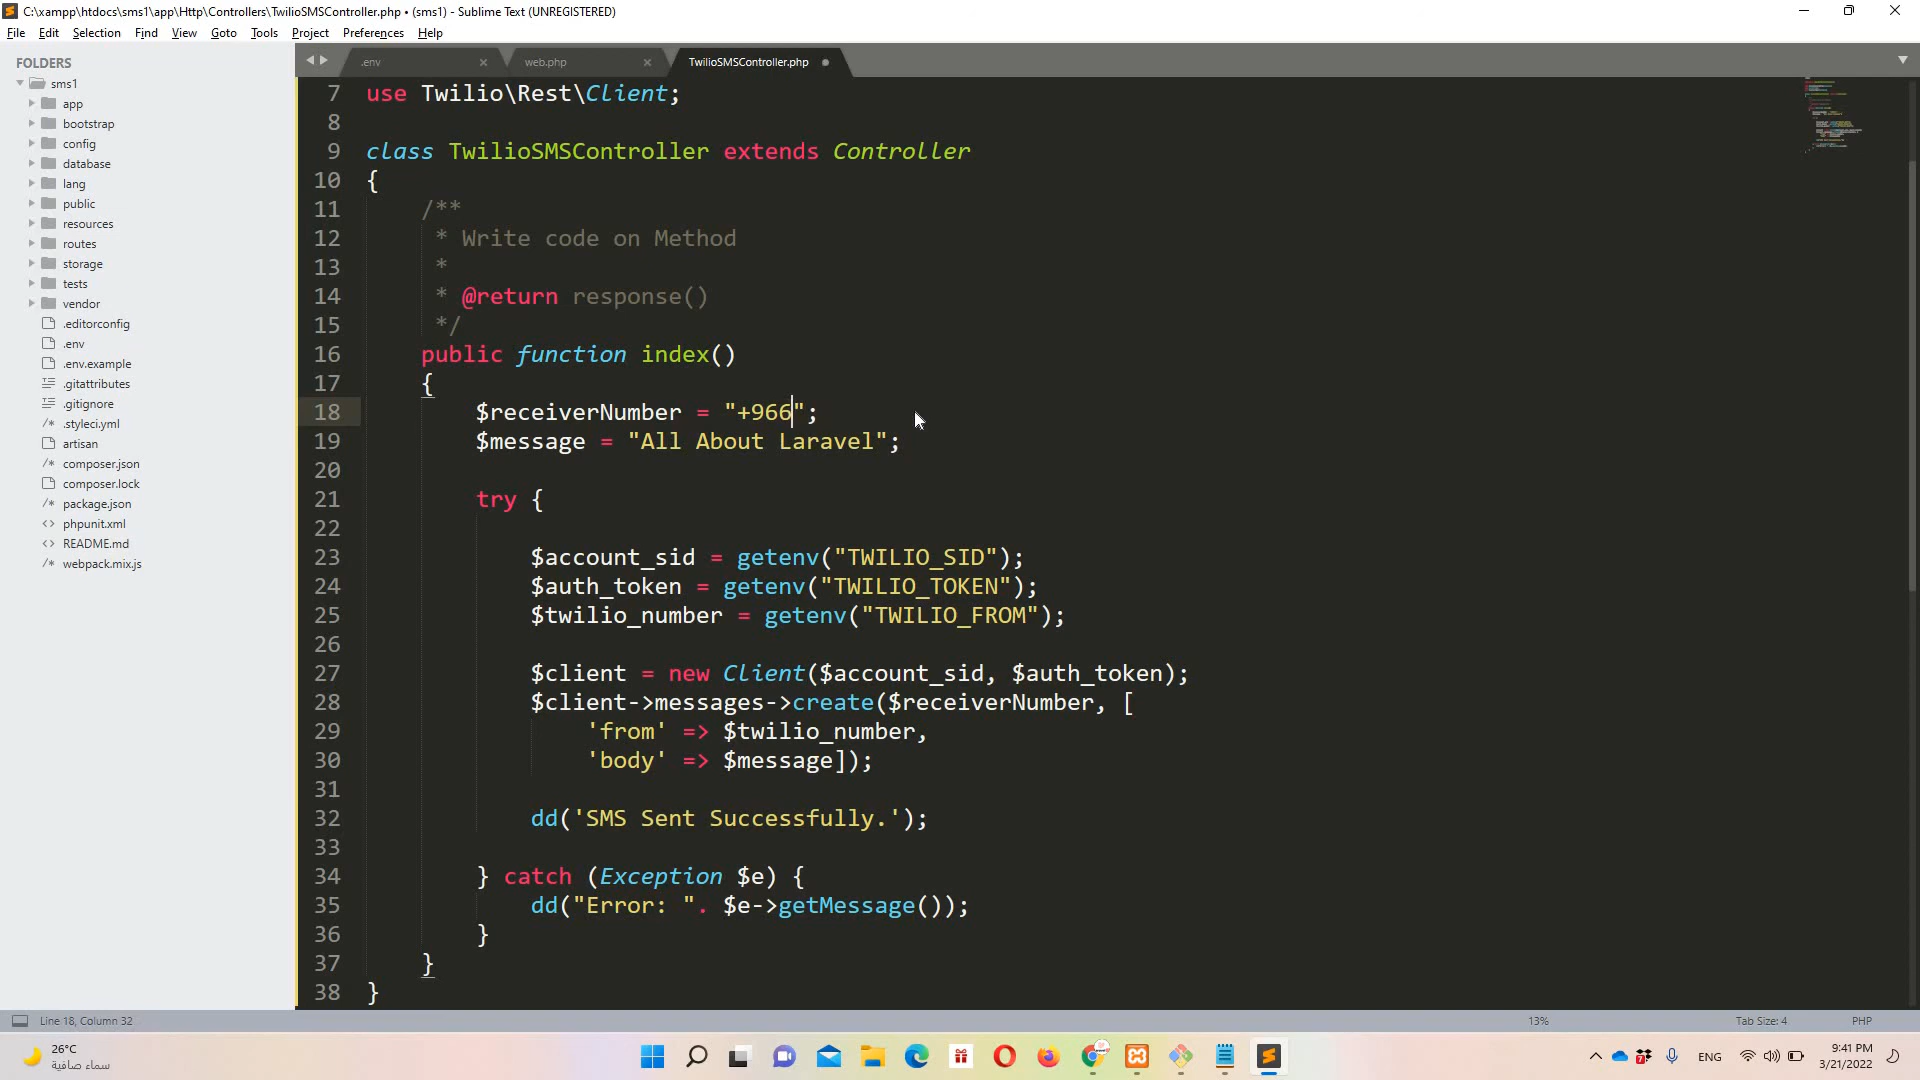 C:\xampp\htdocs\sms1\app\Http\Controllers\TwilioSMSController.php • (sms1) - Sublime Text (UNREGISTERED)
File Edit Selection Find View Goto Tools Project Preferences Help
FOLDERS
sms1
app
bootstrap
config
database
lang
public
resources
routes
storage
tests
vendor
.editorconfig
.env
.env.example
.gitattributes
.gitignore
/* .styleci.yml
artisan
/* composer.json
composer.lock
/* package.json
<> phpunit.xml
<> README.md
/* webpack.mix.js
.env web.php TwilioSMSController.php
7 use Twilio\Rest\Client;
8
9 class TwilioSMSController extends Controller
10 {
11 /**
12 * Write code on Method
13 *
14 * @return response()
15 */
16 public function index()
17 {
18 $receiverNumber = "+966";
19 $message = "All About Laravel";
20
21 try {
22
23 $account_sid = getenv("TWILIO_SID");
24 $auth_token = getenv("TWILIO_TOKEN");
25 $twilio_number = getenv("TWILIO_FROM");
26
27 $client = new Client($account_sid, $auth_token);
28 $client->messages->create($receiverNumber, [
29 'from' => $twilio_number,
30 'body' => $message]);
31
32 dd('SMS Sent Successfully.');
33
34 } catch (Exception $e) {
35 dd("Error: ". $e->getMessage());
36 }
37 }
38 }
Line 18, Column 32 13% Tab Size: 4 PHP
26°C
سماء صافية
ENG
9:41 PM
3/21/2022